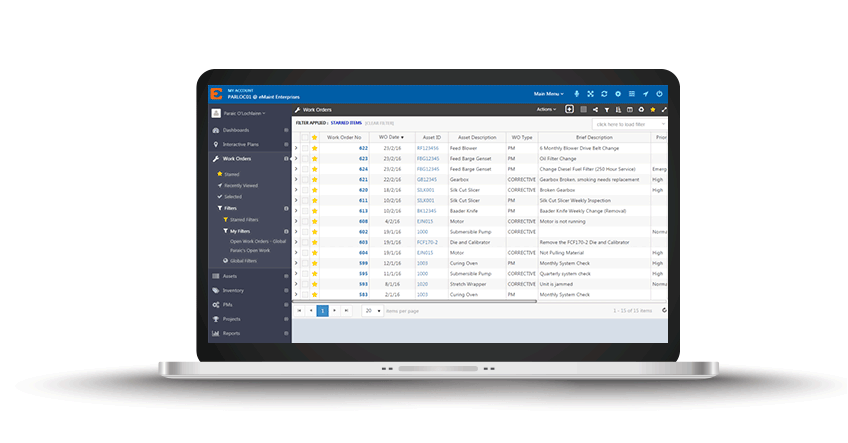 MY ACCOUNT
PARLOC01 @ eMaint Enterprises
Main Menu
Parraic O'Lochlainn
Work Orders
Actions
FILTER APPLIED : STARRED ITEMS [CLEAR FILTER]
click here to load filter
Dashboards
Interactive Plans
Work Orders
Starred
Recently Viewed
Selected
Filters
Starred Filters
My Filters
Open Work Orders - Global
Parraic's Open Work
Global Filters
Assets
Inventory
PMs
Projects
Reports
Work Order No WO Date Asset ID Asset Description WO Type Brief Description Prior
622 23/2/16 RF123456 Feed Blower PM 6 Monthly Blower Drive Belt Change
623 23/2/16 FBG12345 Feed Barge Genset PM Oil Filter Change
624 23/2/16 FBG12345 Feed Barge Genset PM Change Diesel Fuel Filter (250 Hour Service) Emerg
621 22/2/16 GB12345 Gearbox CORRECTIVE Gearbox Broken, smoking needs replacement High
620 18/2/16 SILK001 Silk Cut Slicer CORRECTIVE Broken Gearbox High
611 10/2/16 SILK001 Silk Cut Slicer PM Silk Cut Slicer Weekly Inspection
613 10/2/16 BK12345 Baader Knife PM Baader Knife Weekly Change (Removal)
608 4/2/16 EJN015 Motor CORRECTIVE Motor is not running
602 19/1/16 1000 Submersible Pump CORRECTIVE Norma
605 19/1/16 FCF170-2 Die and Calibrator Remove the FCF170-2 Die and Calibrator
604 19/1/16 EJN015 Motor CORRECTIVE Not Pulling Material High
599 12/1/16 1003 Curing Oven PM Monthly System Check High
595 11/1/16 1000 Submersible Pump CORRECTIVE Quarterly system check High
593 8/1/16 1020 Stretch Wrapper CORRECTIVE Unit is jammed Norma
583 2/1/16 1003 Curing Oven PM Monthly System Check
1 20 items per page 1 - 15 of 15 items